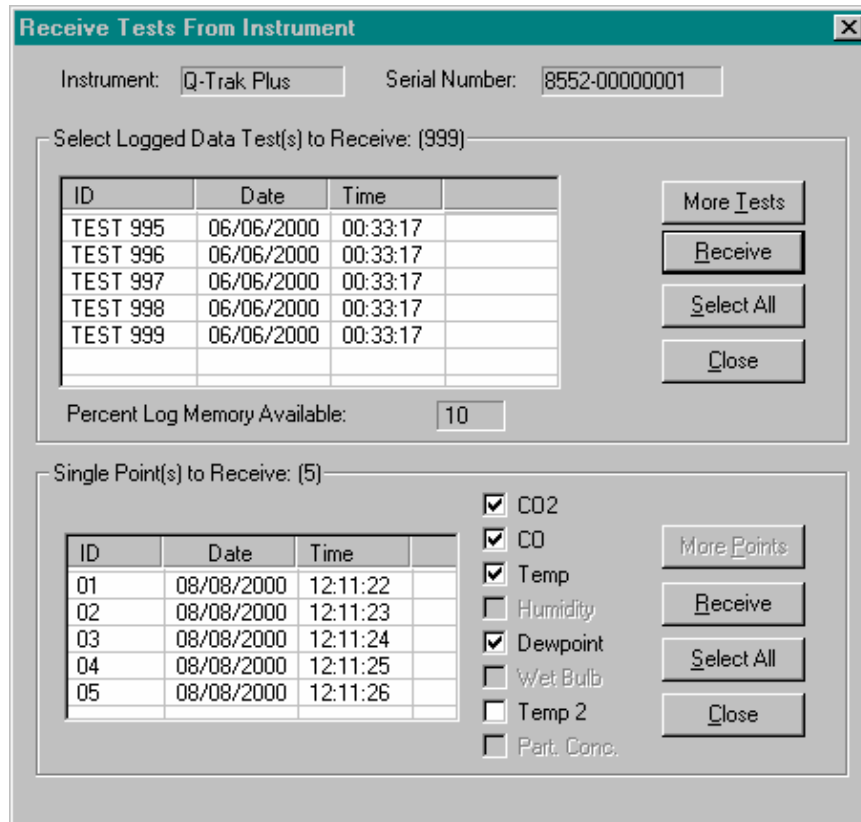 Receive Tests From Instrument
Instrument: Q-Trak Plus Serial Number: 8552-00000001
Select Logged Data Test(s) to Receive: (999)
ID Date Time
TEST 995 06/06/2000 00:33:17
TEST 996 06/06/2000 00:33:17
TEST 997 06/06/2000 00:33:17
TEST 998 06/06/2000 00:33:17
TEST 999 06/06/2000 00:33:17
More Tests
Receive
Select All
Close
Percent Log Memory Available: 10
Single Point(s) to Receive: (5)
ID Date Time
01 08/08/2000 12:11:22
02 08/08/2000 12:11:23
03 08/08/2000 12:11:24
04 08/08/2000 12:11:25
05 08/08/2000 12:11:26
CO2
CO
Temp
Humidity
Dewpoint
Wet Bulb
Temp 2
Part. Conc.
More Points
Receive
Select All
Close